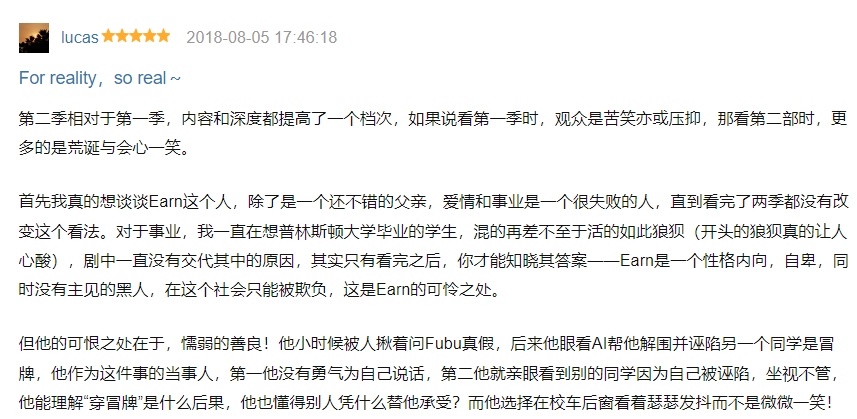 lucas 2018-08-05 17:46:18
For reality，so real～
第二季相对于第一季，内容和深度都提高了一个档次，如果说看第一季时，观众是苦笑亦或压抑，那看第二部时，更
多的是荒诞与会心一笑。
首先我真的想谈谈Earn这个人，除了是一个还不错的父亲，爱情和事业是一个很失败的人，直到看完了两季都没有改
变这个看法。对于事业，我一直在想普林斯顿大学毕业的学生，混的再差不至于活的如此狼狈（开头的狼狈真的让人
心酸），剧中一直没有交代其中的原因，其实只有看完之后，你才能知晓其答案——Earn是一个性格内向，自卑，同
时没有主见的黑人，在这个社会只能被欺负，这是Earn的可怜之处。
但他的可恨之处在于，懦弱的善良！他小时候被人揪着问Fubu真假，后来他眼看Al帮他解围并诬陷另一个同学是冒
牌，他作为这件事的当事人，第一他没有勇气为自己说话，第二他就亲眼看到别的同学因为自己被诬陷，坐视不管，
他能理解“穿冒牌”是什么后果，他也懂得别人凭什么替他承受？而他选择在校车后窗看着瑟瑟发抖而不是微微一笑！